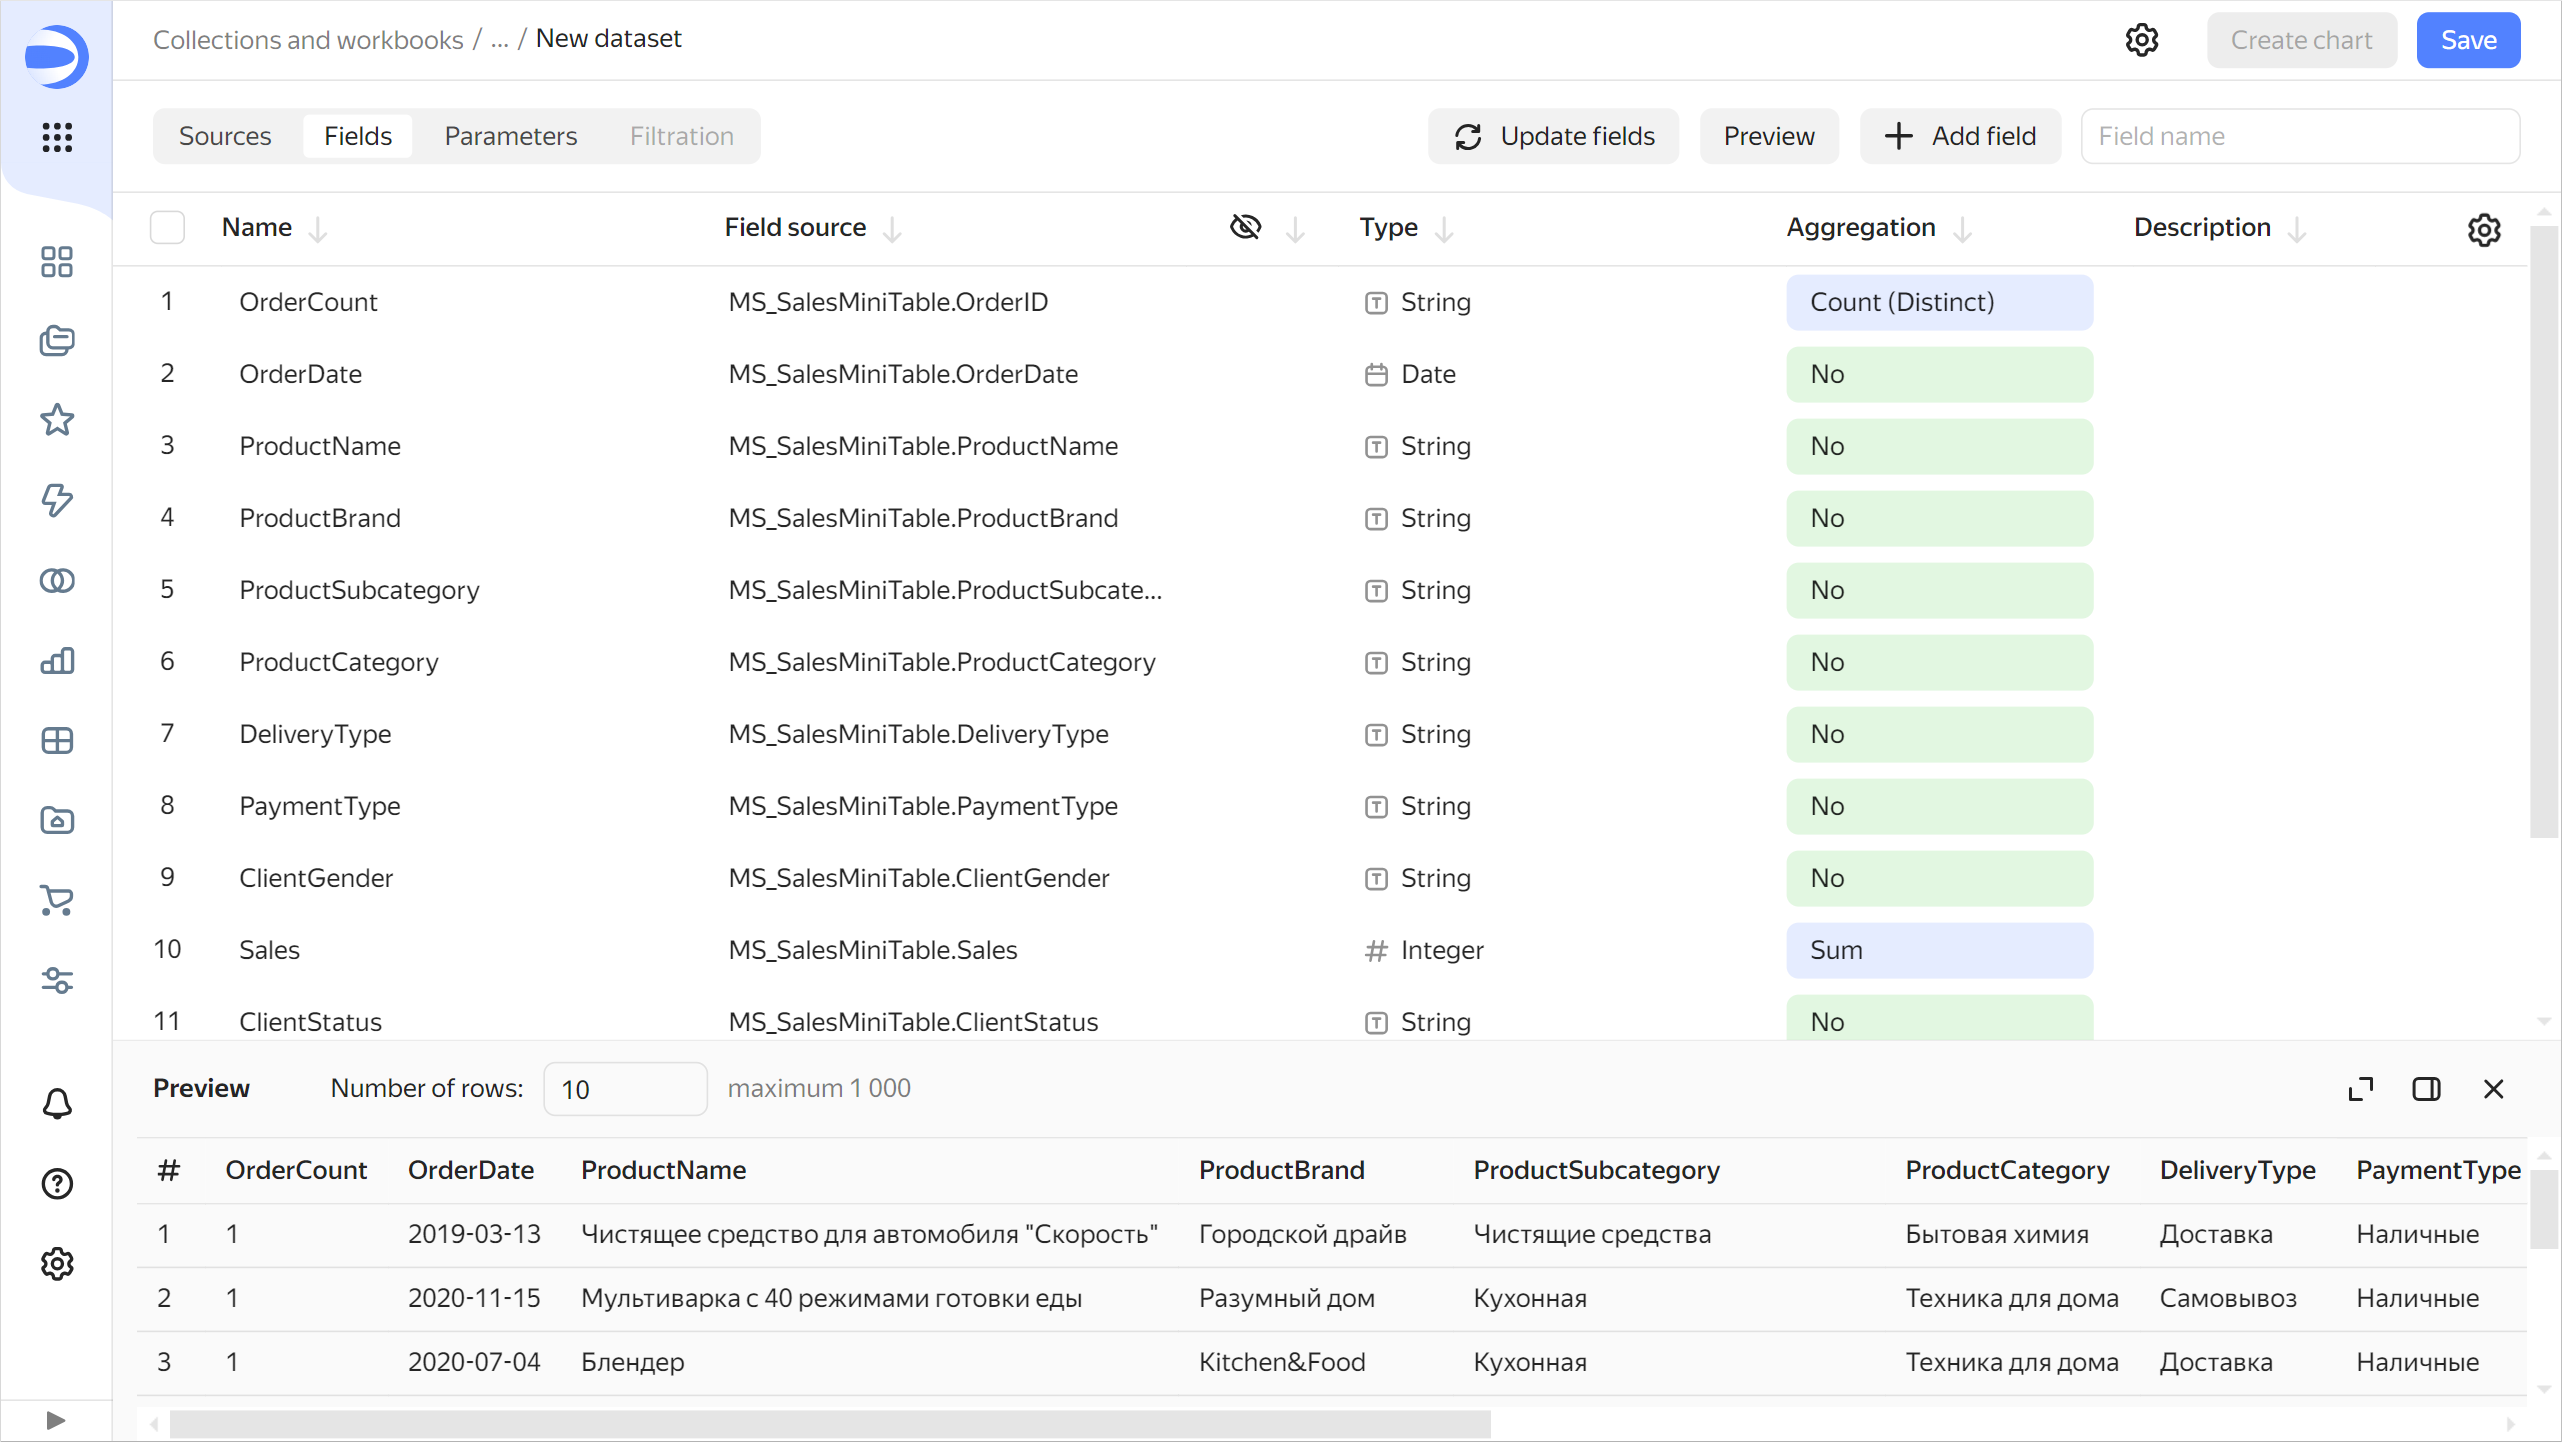 Collections and workbooks / ... / New dataset
Create chart
Save
Sources
Fields
Parameters
Filtration
Update fields
Preview
Add field
Field name
Name Field source Type Aggregation Description
1 OrderCount MS_SalesMiniTable.OrderID String Count (Distinct)
2 OrderDate MS_SalesMiniTable.OrderDate Date No
3 ProductName MS_SalesMiniTable.ProductName String No
4 ProductBrand MS_SalesMiniTable.ProductBrand String No
5 ProductSubcategory MS_SalesMiniTable.ProductSubcate... String No
6 ProductCategory MS_SalesMiniTable.ProductCategory String No
7 DeliveryType MS_SalesMiniTable.DeliveryType String No
8 PaymentType MS_SalesMiniTable.PaymentType String No
9 ClientGender MS_SalesMiniTable.ClientGender String No
10 Sales MS_SalesMiniTable.Sales Integer Sum
11 ClientStatus MS_SalesMiniTable.ClientStatus String No
Preview Number of rows: 10 maximum 1 000
# OrderCount OrderDate ProductName ProductBrand ProductSubcategory ProductCategory DeliveryType PaymentType
1 1 2019-03-13 Чистящее средство для автомобиля "Скорость" Городской драйв Чистящие средства Бытовая химия Доставка Наличные
2 1 2020-11-15 Мультиварка с 40 режимами готовки еды Разумный дом Кухонная Техника для дома Самовывоз Наличные
3 1 2020-07-04 Блендер Kitchen&Food Кухонная Техника для дома Доставка Наличные